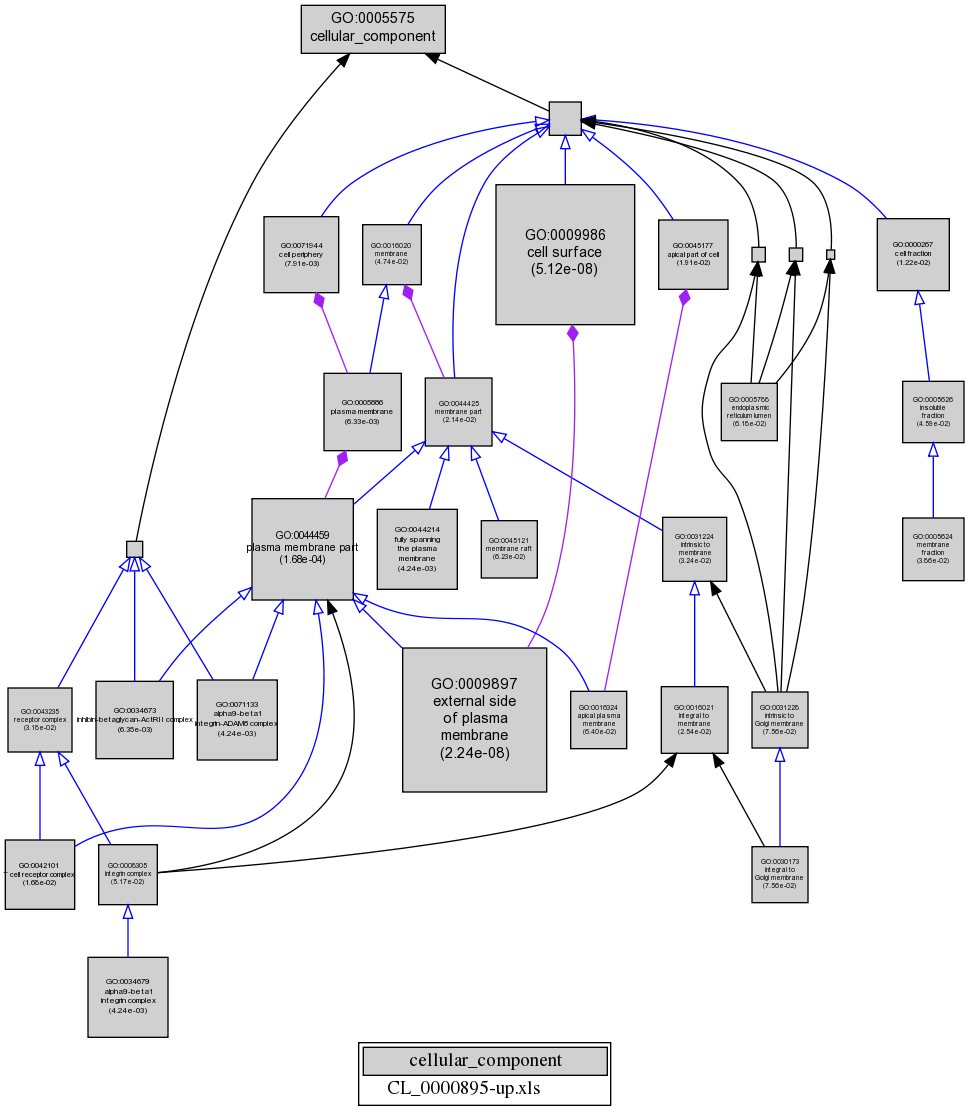 GO:0005575
cellular_component
GO:0071944
cell periphery
(7.91e-03)
GO:0016020
membrane
(4.74e-02)
GO:0009986
cell surface
(5.12e-08)
GO:0045177
apical part of cell
(1.91e-02)
GO:0000267
cell fraction
(1.22e-02)
GO:0005886
plasma membrane
(6.33e-03)
GO:0044425
membrane part
(2.14e-02)
GO:0005788
endoplasmic
reticulum lumen
(6.16e-02)
GO:0005626
insoluble
fraction
(4.59e-02)
GO:0044459
plasma membrane part
(1.68e-04)
GO:0044214
fully spanning
the plasma
membrane
(4.24e-03)
GO:0045121
membrane raft
(6.23e-02)
GO:0031224
intrinsic to
membrane
(3.24e-02)
GO:0005624
membrane
fraction
(3.66e-02)
GO:0043235
receptor complex
(3.16e-02)
GO:0034673
inhibin-betaglycan-ActRII complex
(6.35e-03)
GO:0071133
alpha9-beta1
integrin-ADAM8 complex
(4.24e-03)
GO:0009897
external side
of plasma
membrane
(2.24e-08)
GO:0016324
apical plasma
membrane
(6.40e-02)
GO:0016021
integral to
membrane
(2.54e-02)
GO:0031228
intrinsic to
Golgi membrane
(7.56e-02)
GO:0042101
T cell receptor complex
(1.66e-02)
GO:0008305
integrin complex
(5.17e-02)
GO:0030173
integral to
Golgi membrane
(7.56e-02)
GO:0034679
alpha9-beta1
integrin complex
(4.24e-03)
cellular_component
CL_0000895-up.xls